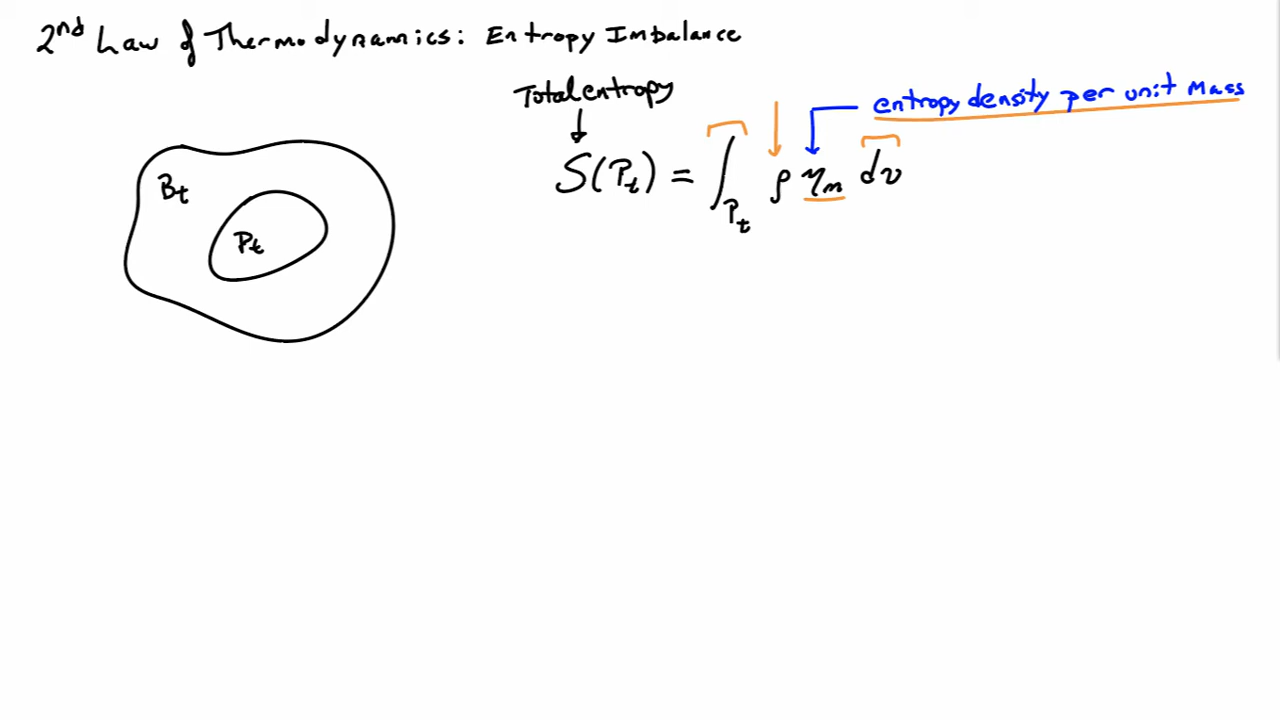 2nd Law of Thermodynamics: Entropy Imbalance
Total entropy
entropy density per unit Mass
S(Pt) = ∫Pt ρ ηm dv
Bt
Pt